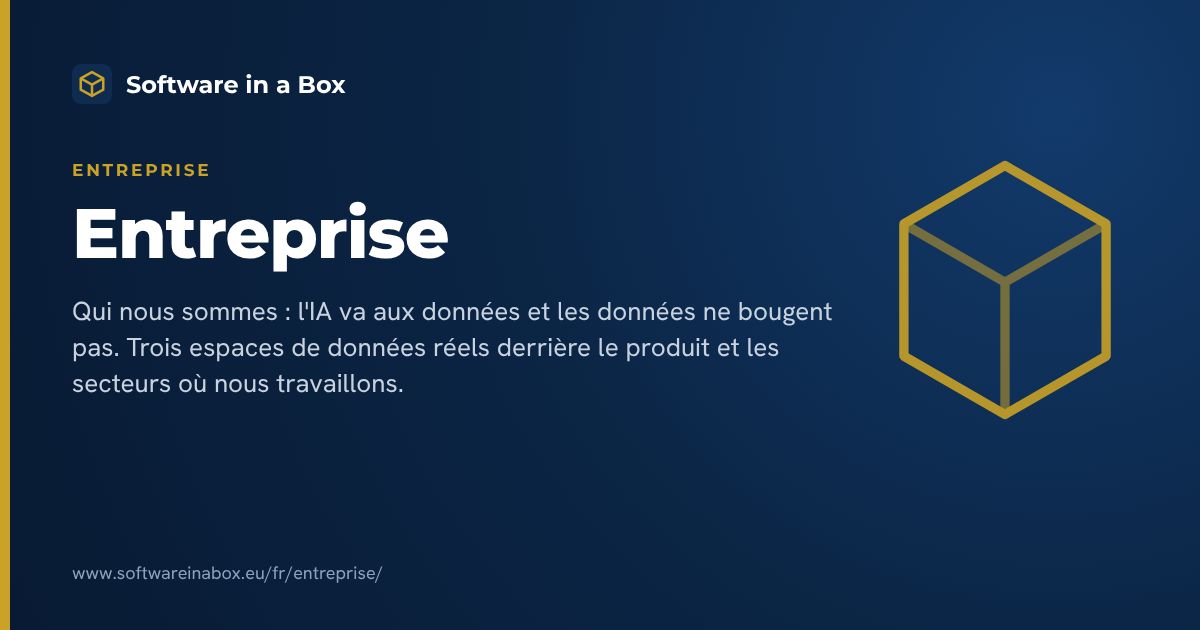 Software in a Box
ENTREPRISE
Entreprise
Qui nous sommes : l'IA va aux données et les données ne bougent
pas. Trois espaces de données réels derrière le produit et les
secteurs où nous travaillons.
www.softwareinabox.eu/fr/entreprise/